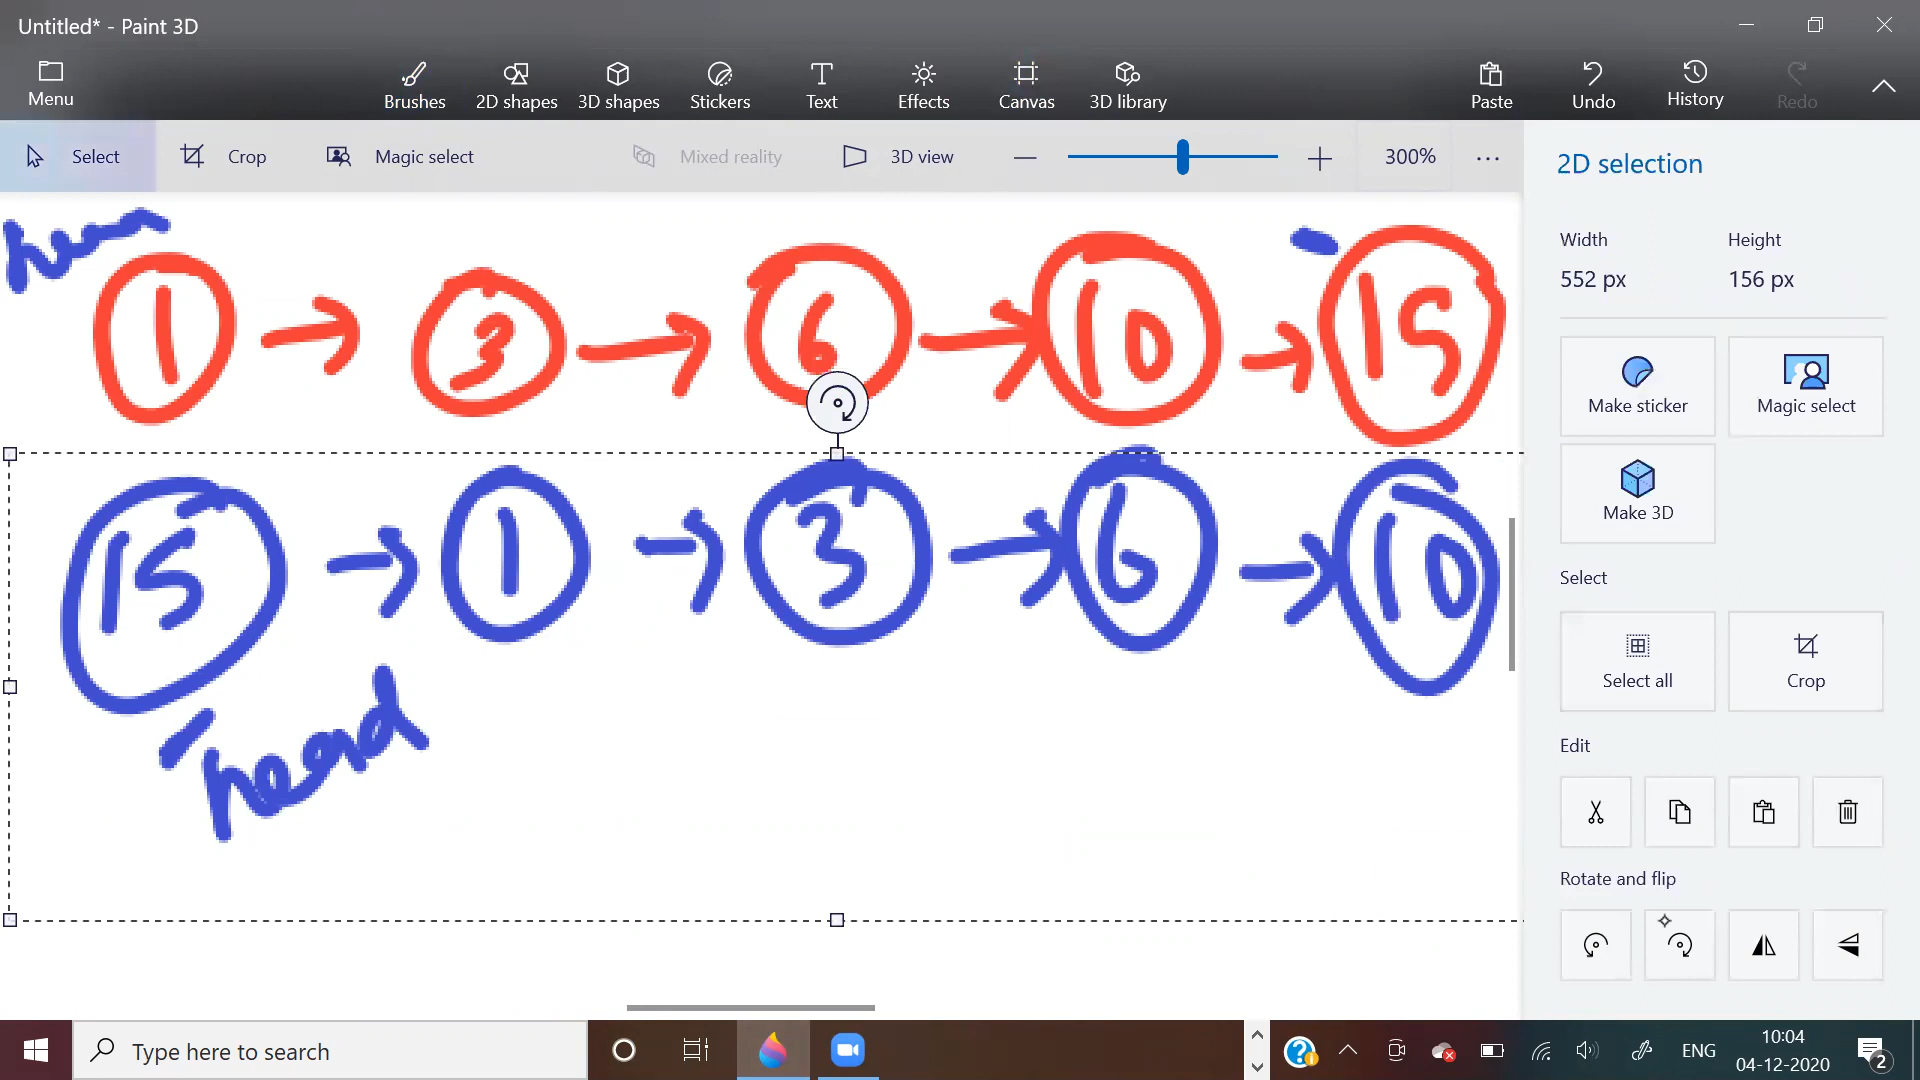 Untitled* - Paint 3D
Menu
Brushes 2D shapes 3D shapes Stickers Text Effects Canvas 3D library Paste Undo History Redo
Select Crop Magic select Mixed reality 3D view 300% ...
2D selection
Width Height
552 px 156 px
Make sticker Magic select
Make 3D
Select
Select all Crop
Edit
Rotate and flip
1 → 3 → 6 → 10 → 15
15 → 1 → 3 → 6 → 10
head
Type here to search
ENG
10:04
04-12-2020
2